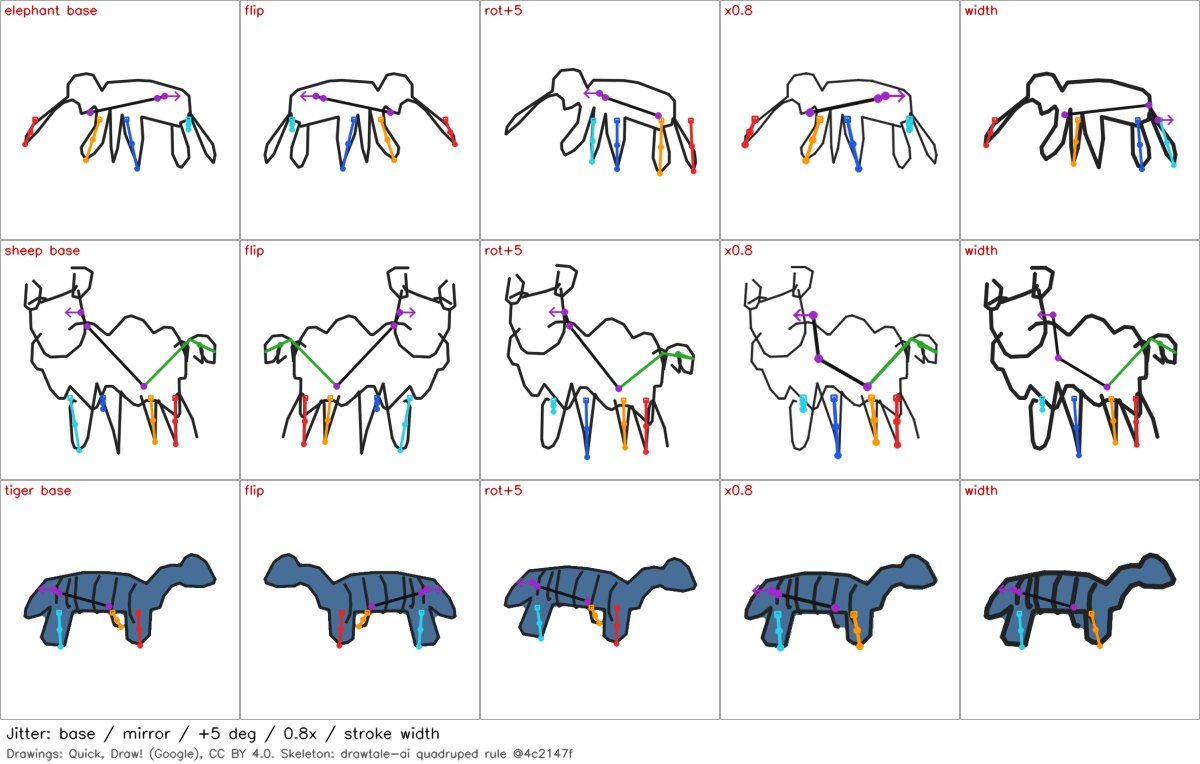 elephant base flip rot+5 x0.8 width
sheep base flip rot+5 x0.8 width
tiger base flip rot+5 x0.8 width
Jitter: base / mirror / +5 deg / 0.8x / stroke width
Drawings: Quick, Draw! (Google), CC BY 4.0. Skeleton: drawtale-ai quadruped rule @4c2147f